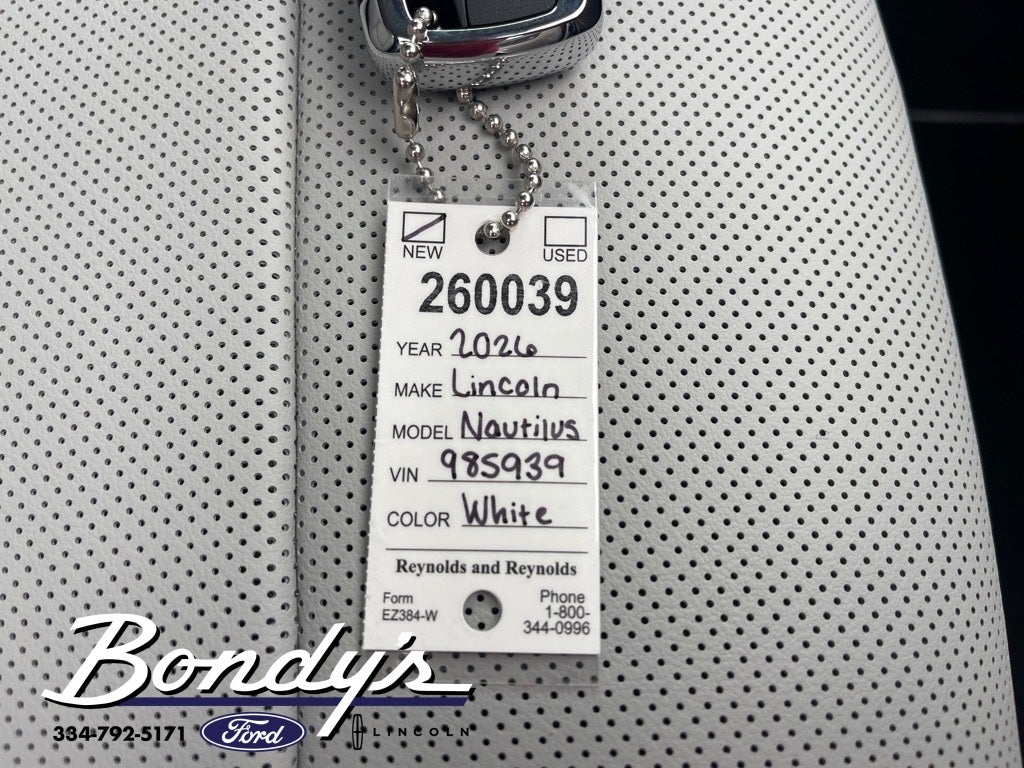 NEW USED
260039
YEAR 2026
MAKE Lincoln
MODEL Nautilus
VIN 985939
COLOR White
Reynolds and Reynolds
Form
EZ384-W
Phone
1-800-
344-0996
Bondy's
334-792-5171 Ford LINCOLN